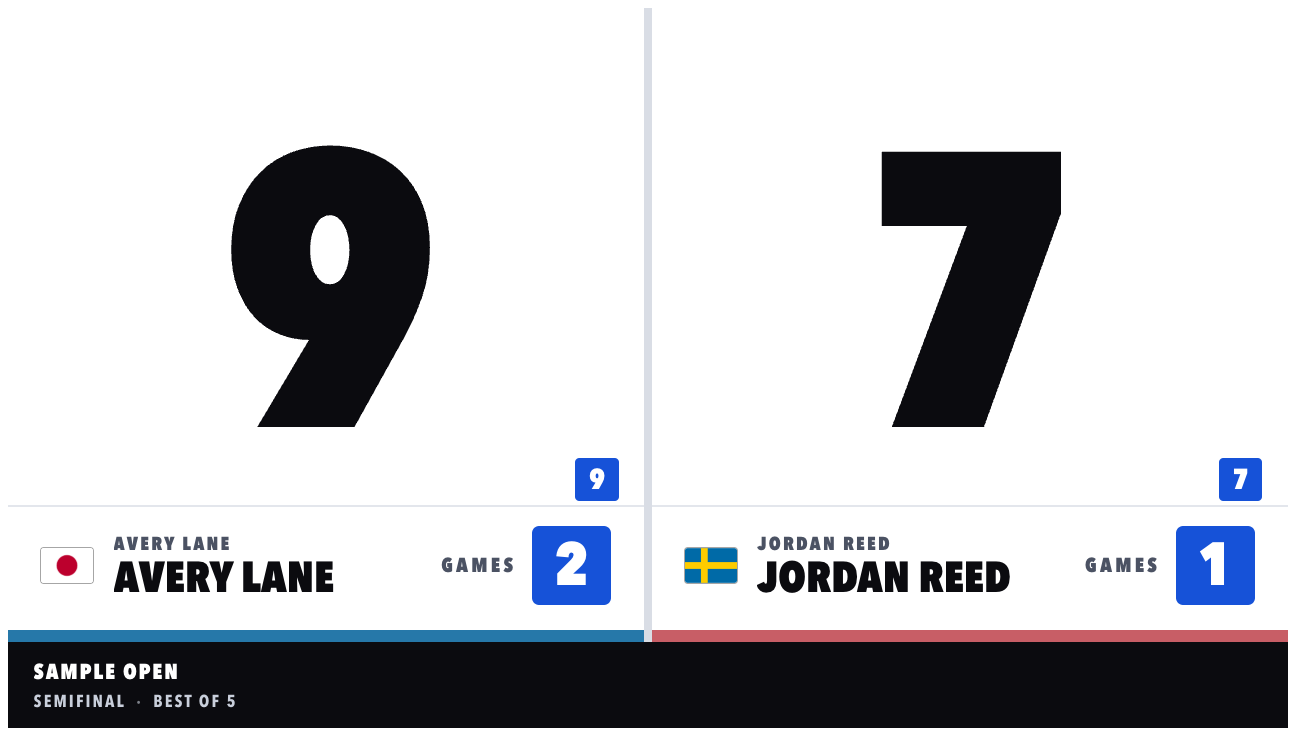 9
9
AVERY LANE
AVERY LANE
GAMES 2
7
7
JORDAN REED
JORDAN REED
GAMES 1
SAMPLE OPEN
SEMIFINAL · BEST OF 5